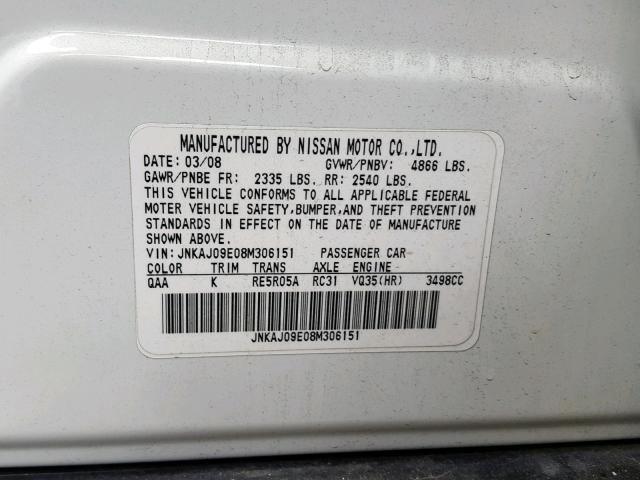 MANUFACTURED BY NISSAN MOTOR CO.,LTD.
DATE: 03/08 GVWR/PNBV: 4866 LBS.
GAWR/PNBE FR: 2335 LBS. RR: 2540 LBS.
THIS VEHICLE CONFORMS TO ALL APPLICABLE FEDERAL
MOTER VEHICLE SAFETY,BUMPER,AND THEFT PREVENTION
STANDARDS IN EFFECT ON THE DATE OF MANUFACTURE
SHOWN ABOVE.
VIN: JNKAJ09E08M306151 PASSENGER CAR
COLOR TRIM TRANS AXLE ENGINE
QAA K RE5R05A RC31 VQ35(HR) 3498CC
JNKAJ09E08M306151